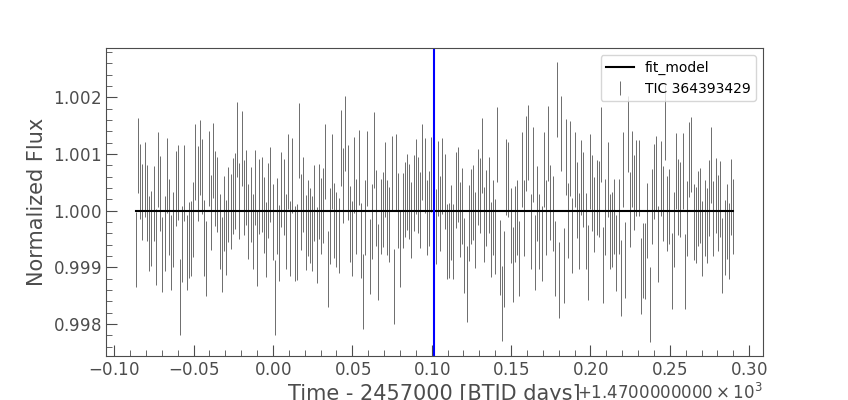 fit_model
TIC 364393429
Normalized Flux
1.002
1.001
1.000
0.999
0.998
−0.10 −0.05 0.00 0.05 0.10 0.15 0.20 0.25 0.30
Time - 2457000 [BTJD days]
+1.4700000000 × 10³